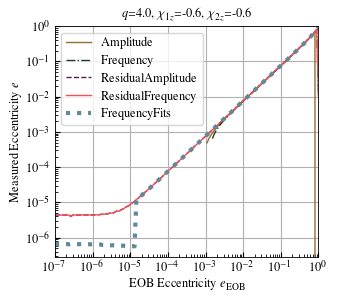 q=4.0, χ1z=-0.6, χ2z=-0.6
Amplitude
Frequency
ResidualAmplitude
ResidualFrequency
FrequencyFits
Measured Eccentricity e
10^0
10^−1
10^−2
10^−3
10^−4
10^−5
10^−6
10^−7 10^−6 10^−5 10^−4 10^−3 10^−2 10^−1 10^0
EOB Eccentricity e_EOB